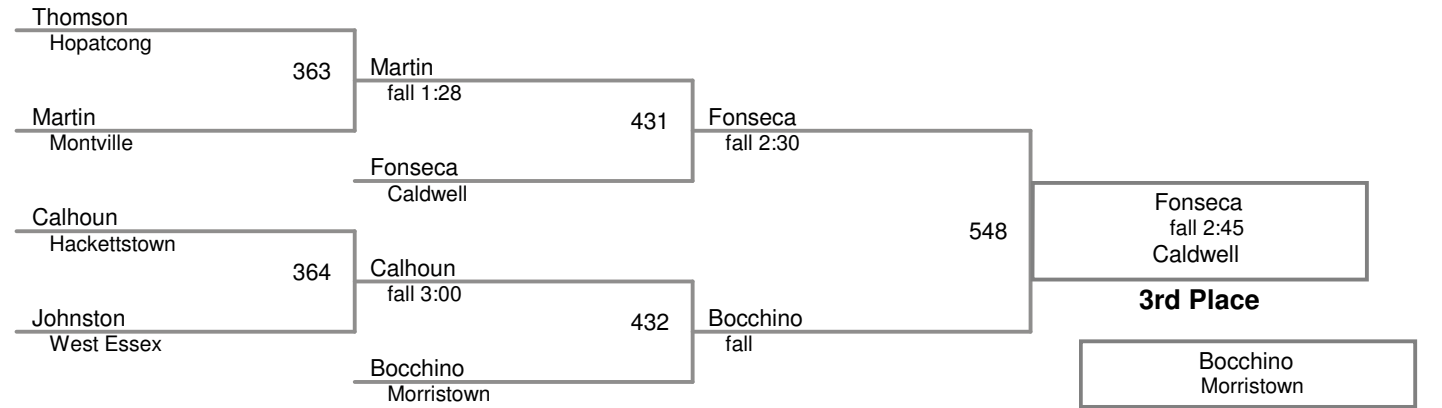 Thomson
Hopatcong
363
Martin
fall 1:28
Martin
Montville
431
Fonseca
fall 2:30
Fonseca
Caldwell
Calhoun
Hackettstown
548
Fonseca
fall 2:45
Caldwell
364
Calhoun
fall 3:00
3rd Place
Johnston
West Essex
432
Bocchino
fall
Bocchino
Morristown
Bocchino
Morristown